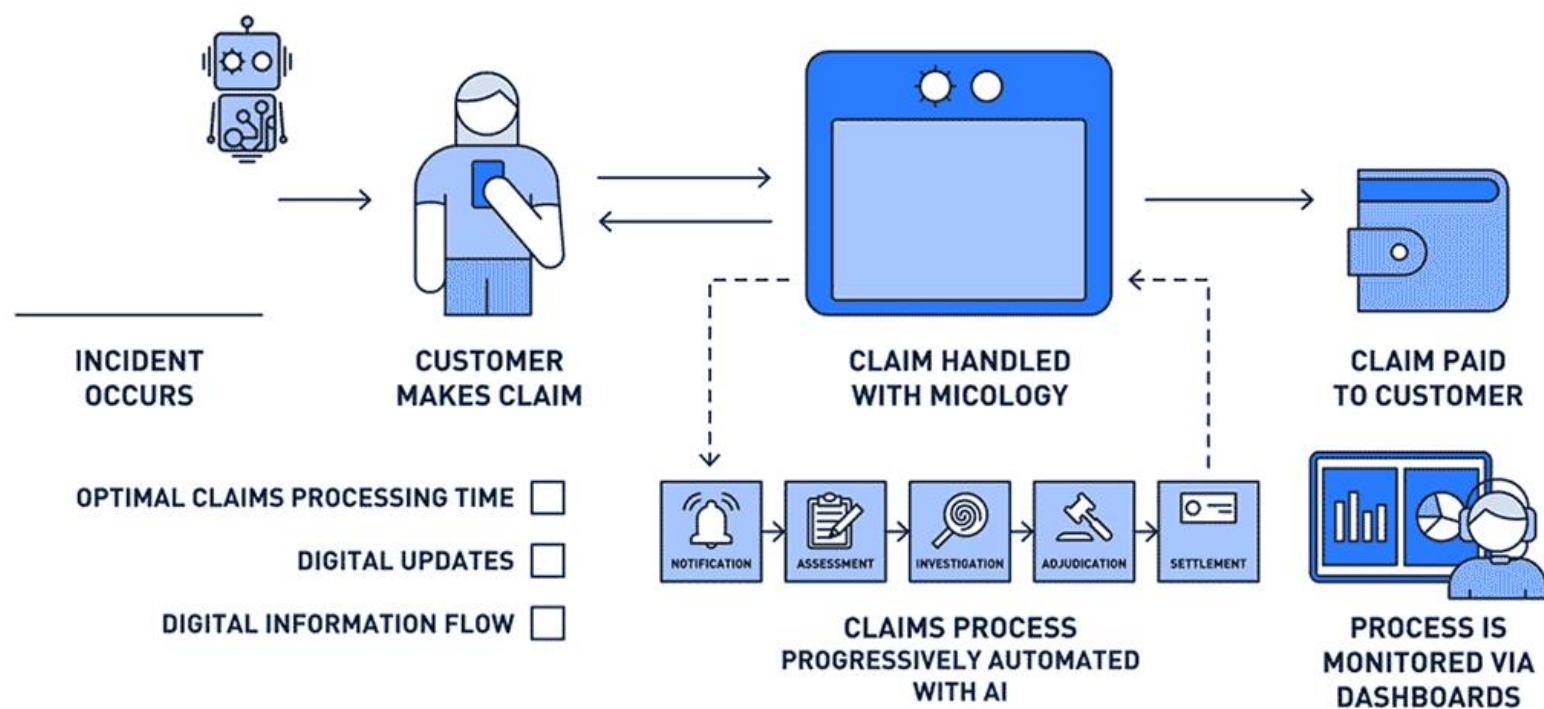 INCIDENT
OCCURS
CUSTOMER
MAKES CLAIM
CLAIM HANDLED
WITH MICOLOGY
CLAIM PAID
TO CUSTOMER
OPTIMAL CLAIMS PROCESSING TIME
DIGITAL UPDATES
DIGITAL INFORMATION FLOW
NOTIFICATION
ASSESSMENT
INVESTIGATION
ADJUDICATION
SETTLEMENT
CLAIMS PROCESS
PROGRESSIVELY AUTOMATED
WITH AI
PROCESS IS
MONITORED VIA
DASHBOARDS